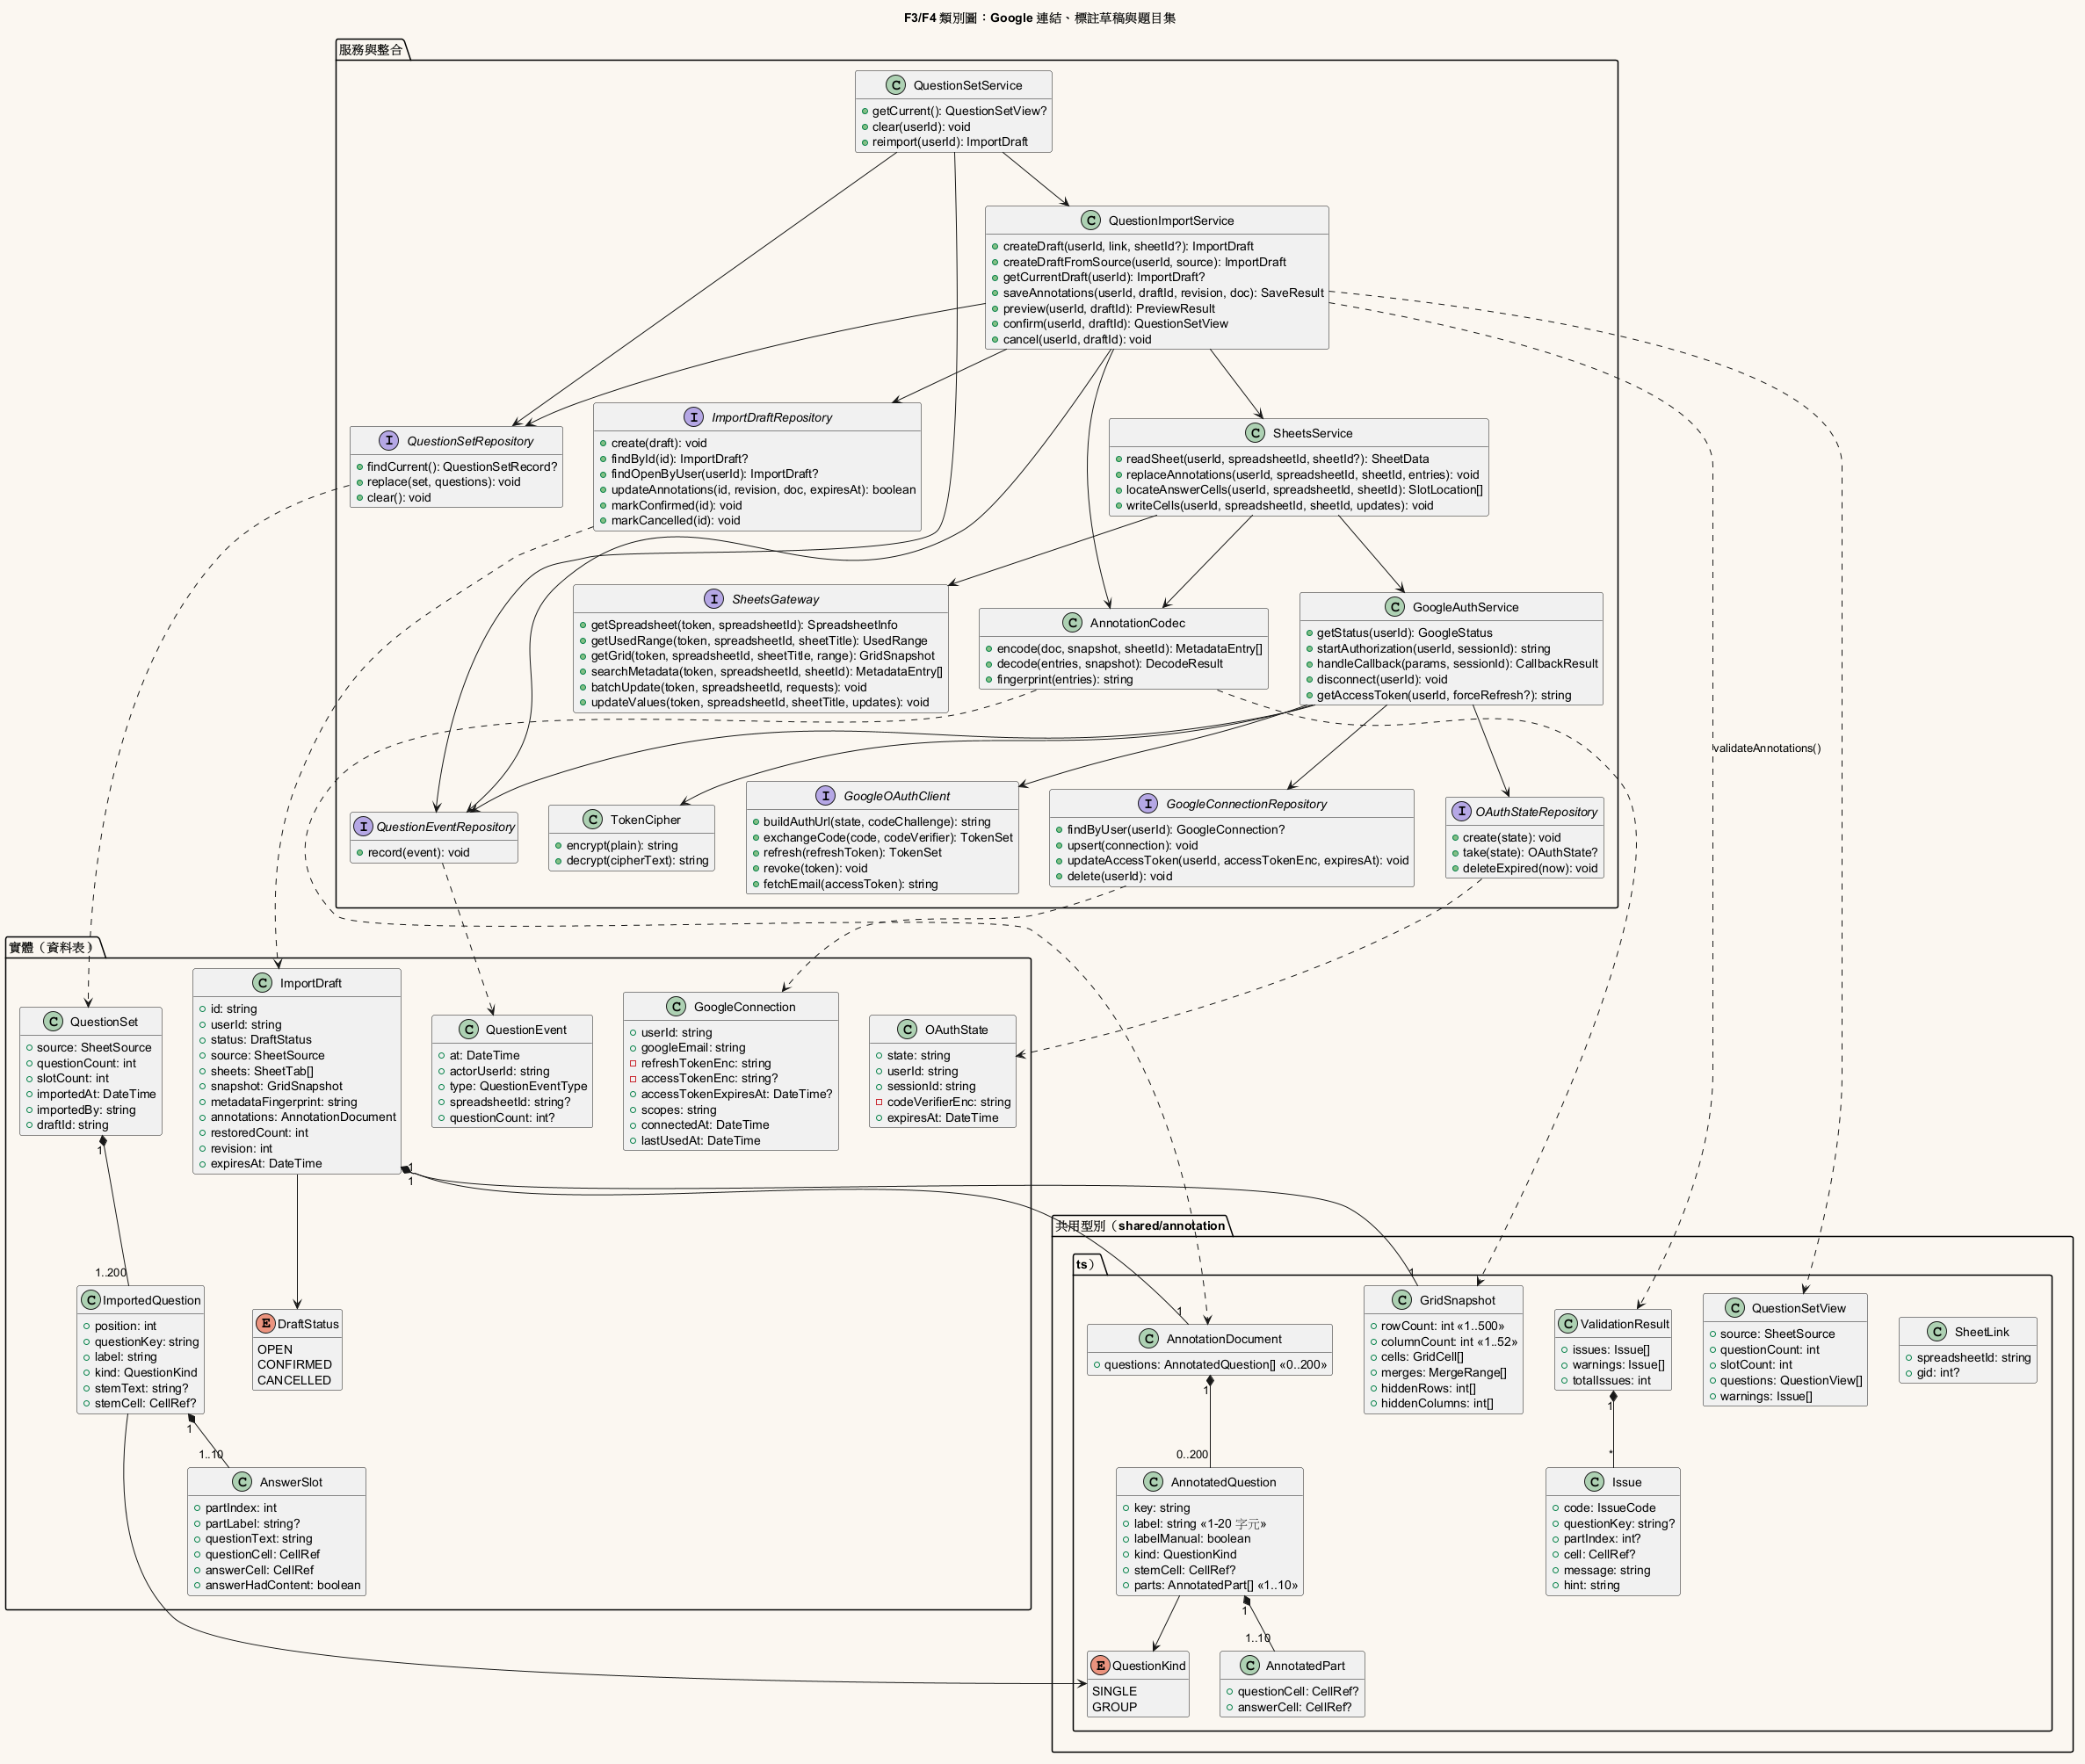 F3/F4 類別圖：Google 連結、標註草稿與題目集
服務與整合
C QuestionSetService
getCurrent(): QuestionSetView?
clear(userId): void
reimport(userId): ImportDraft
C QuestionImportService
createDraft(userId, link, sheetId?): ImportDraft
createDraftFromSource(userId, source): ImportDraft
getCurrentDraft(userId): ImportDraft?
saveAnnotations(userId, draftId, revision, doc): SaveResult
preview(userId, draftId): PreviewResult
confirm(userId, draftId): QuestionSetView
cancel(userId, draftId): void
I QuestionSetRepository
findCurrent(): QuestionSetRecord?
replace(set, questions): void
clear(): void
I ImportDraftRepository
create(draft): void
findById(id): ImportDraft?
findOpenByUser(userId): ImportDraft?
updateAnnotations(id, revision, doc, expiresAt): boolean
markConfirmed(id): void
markCancelled(id): void
C SheetsService
readSheet(userId, spreadsheetId, sheetId?): SheetData
replaceAnnotations(userId, spreadsheetId, sheetId, entries): void
locateAnswerCells(userId, spreadsheetId, sheetId): SlotLocation[]
writeCells(userId, spreadsheetId, sheetId, updates): void
I SheetsGateway
getSpreadsheet(token, spreadsheetId): SpreadsheetInfo
getUsedRange(token, spreadsheetId, sheetTitle): UsedRange
getGrid(token, spreadsheetId, sheetTitle, range): GridSnapshot
searchMetadata(token, spreadsheetId, sheetId): MetadataEntry[]
batchUpdate(token, spreadsheetId, requests): void
updateValues(token, spreadsheetId, sheetTitle, updates): void
C AnnotationCodec
encode(doc, snapshot, sheetId): MetadataEntry[]
decode(entries, snapshot): DecodeResult
fingerprint(entries): string
C GoogleAuthService
getStatus(userId): GoogleStatus
startAuthorization(userId, sessionId): string
handleCallback(params, sessionId): CallbackResult
disconnect(userId): void
getAccessToken(userId, forceRefresh?): string
validateAnnotations()
I QuestionEventRepository
record(event): void
C TokenCipher
encrypt(plain): string
decrypt(cipherText): string
I GoogleOAuthClient
buildAuthUrl(state, codeChallenge): string
exchangeCode(code, codeVerifier): TokenSet
refresh(refreshToken): TokenSet
revoke(token): void
fetchEmail(accessToken): string
I GoogleConnectionRepository
findByUser(userId): GoogleConnection?
upsert(connection): void
updateAccessToken(userId, accessTokenEnc, expiresAt): void
delete(userId): void
I OAuthStateRepository
create(state): void
take(state): OAuthState?
deleteExpired(now): void
實體（資料表）
C QuestionSet
source: SheetSource
questionCount: int
slotCount: int
importedAt: DateTime
importedBy: string
draftId: string
C ImportDraft
id: string
userId: string
status: DraftStatus
source: SheetSource
sheets: SheetTab[]
snapshot: GridSnapshot
metadataFingerprint: string
annotations: AnnotationDocument
restoredCount: int
revision: int
expiresAt: DateTime
C QuestionEvent
at: DateTime
actorUserId: string
type: QuestionEventType
spreadsheetId: string?
questionCount: int?
C GoogleConnection
userId: string
googleEmail: string
refreshTokenEnc: string
accessTokenEnc: string?
accessTokenExpiresAt: DateTime?
scopes: string
connectedAt: DateTime
lastUsedAt: DateTime
C OAuthState
state: string
userId: string
sessionId: string
codeVerifierEnc: string
expiresAt: DateTime
1
1
1
1..200
C ImportedQuestion
position: int
questionKey: string
label: string
kind: QuestionKind
stemText: string?
stemCell: CellRef?
E DraftStatus
OPEN
CONFIRMED
CANCELLED
1
1..10
C AnswerSlot
partIndex: int
partLabel: string?
questionText: string
questionCell: CellRef
answerCell: CellRef
answerHadContent: boolean
共用型別（shared/annotation
ts）
1
1
C AnnotationDocument
questions: AnnotatedQuestion[] «0..200»
C GridSnapshot
rowCount: int «1..500»
columnCount: int «1..52»
cells: GridCell[]
merges: MergeRange[]
hiddenRows: int[]
hiddenColumns: int[]
C ValidationResult
issues: Issue[]
warnings: Issue[]
totalIssues: int
C QuestionSetView
source: SheetSource
questionCount: int
slotCount: int
questions: QuestionView[]
warnings: Issue[]
C SheetLink
spreadsheetId: string
gid: int?
1
0..200
1
*
C AnnotatedQuestion
key: string
label: string «1-20 字元»
labelManual: boolean
kind: QuestionKind
stemCell: CellRef?
parts: AnnotatedPart[] «1..10»
C Issue
code: IssueCode
questionKey: string?
partIndex: int?
cell: CellRef?
message: string
hint: string
1
1..10
E QuestionKind
SINGLE
GROUP
C AnnotatedPart
questionCell: CellRef?
answerCell: CellRef?